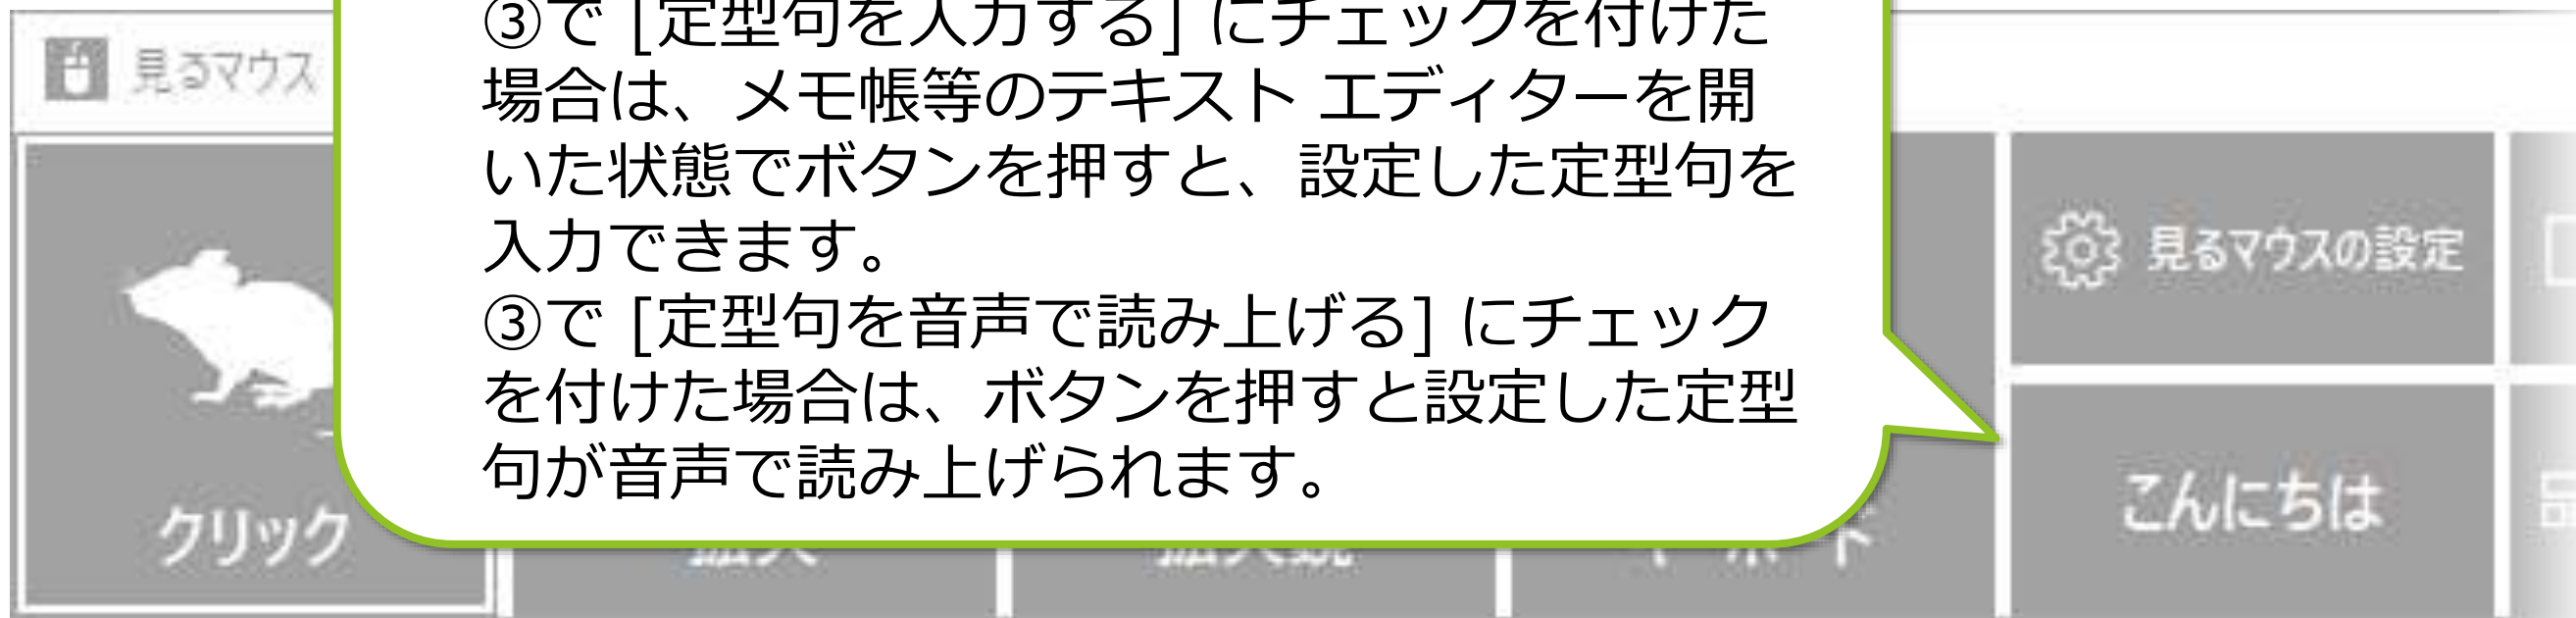 ③で [定型句を入力する] にチェックを付けた
場合は、メモ帳等のテキスト エディターを開
いた状態でボタンを押すと、設定した定型句を
入力できます。
③で [定型句を音声で読み上げる] にチェック
を付けた場合は、ボタンを押すと設定した定型
句が音声で読み上げられます。
見るマウス
見るマウスの設定
クリック
こんにちは